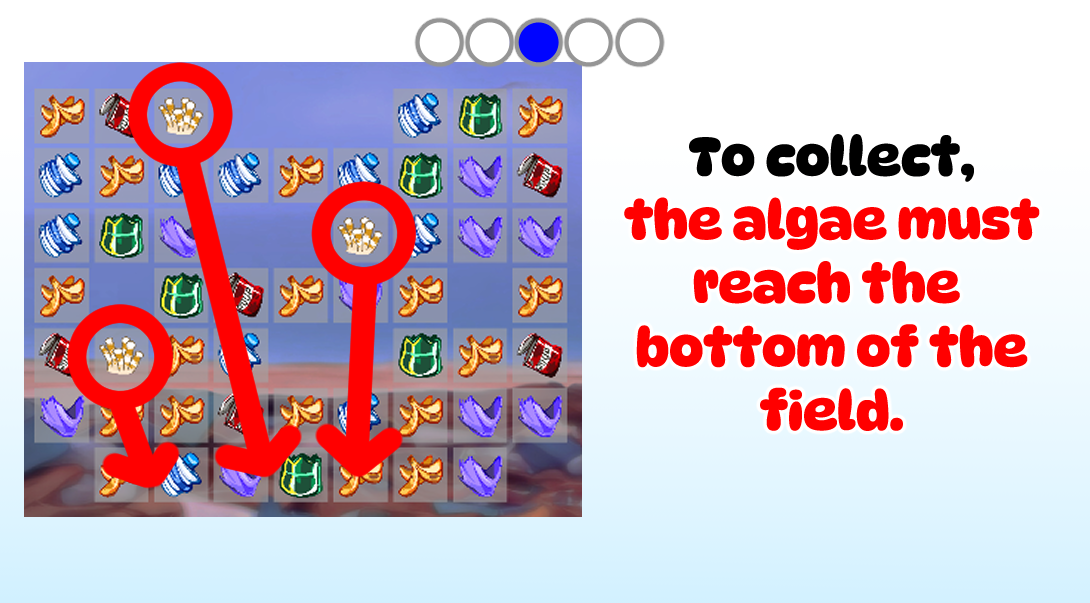 To collect,
the algae must
reach the
bottom of the
field.